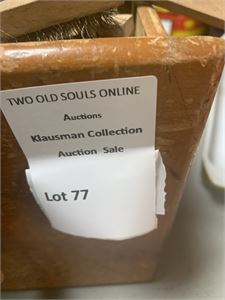 TWO OLD SOULS ONLINE
Auctions
Klausman Collection
Auction Sale
Lot 77